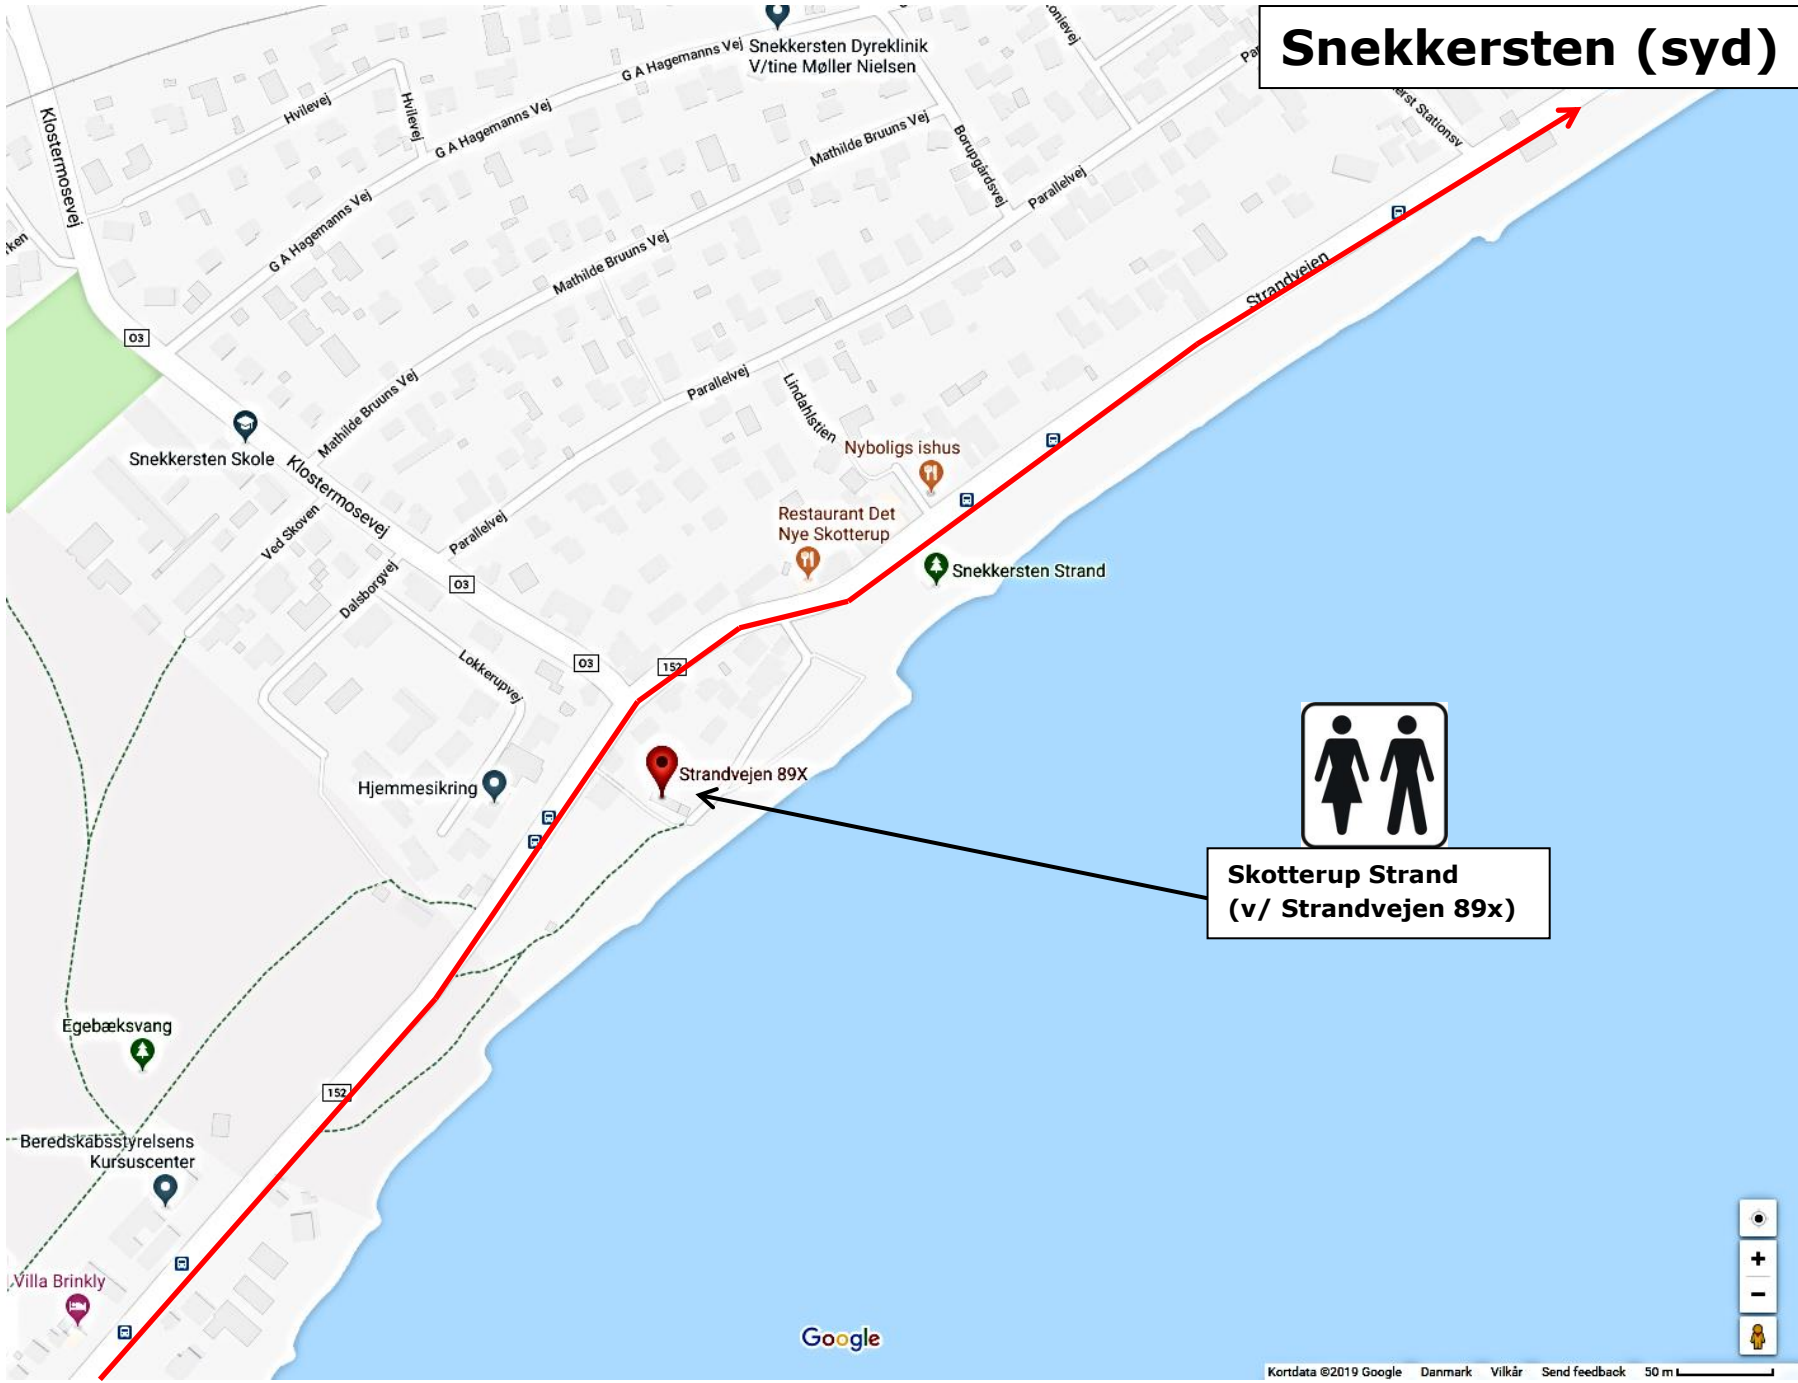 Snekkersten (syd)
Snekkersten Dyreklinik
V/tine Møller Nielsen
G A Hagemanns Vej
Hvilevej
Hvilevej
Klostermosevej
G A Hagemanns Vej
Mathilde Bruuns Vej
Borupgårdsvej
Parallelvej
G A Hagemanns Vej
Mathilde Bruuns Vej
Strandvejen
03
Parallelvej
Lindahlstien
Mathilde Bruuns Vej
Snekkersten Skole
Klostermosevej
Nyboligs ishus
Restaurant Det
Nye Skotterup
Ved Skoven
Parallelvej
Dalsborgvej
03
Snekkersten Strand
Lokkerupvej
03
152
Strandvejen 89X
Hjemmesikring
Skotterup Strand
(v/ Strandvejen 89x)
Egebæksvang
152
Beredskabsstyrelsens
Kursuscenter
Villa Brinkly
Google
Kortdata ©2019 Google Danmark Vilkår Send feedback 50 m